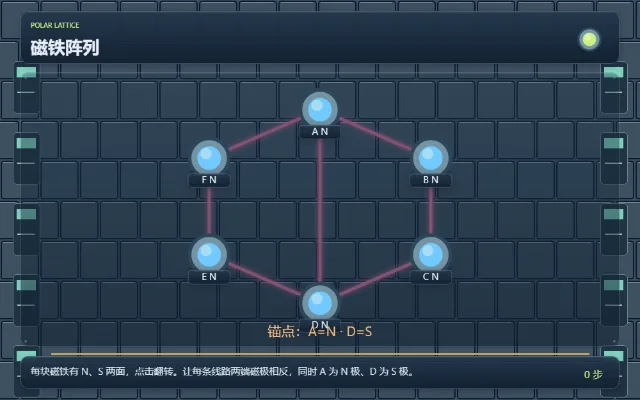 POLAR LATTICE
磁铁阵列
A N
F N
B N
E N
C N
D N
锚点：A=N · D=S
每块磁铁有 N、S 两面，点击翻转。让每条线路两端磁极相反，同时 A 为 N 极、D 为 S 极。
0 步